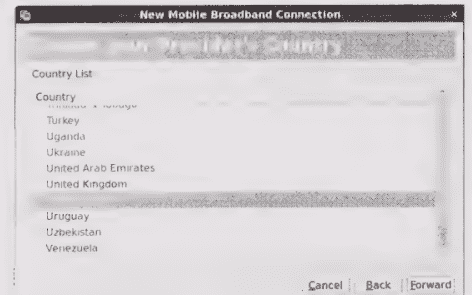 New Mobile Broadband Connection
Country List
Country
Turkey
Uganda
Ukraine
United Arab Emirates
United Kingdom
Uruguay
Uzbekistan
Venezuela
Cancel Back Forward